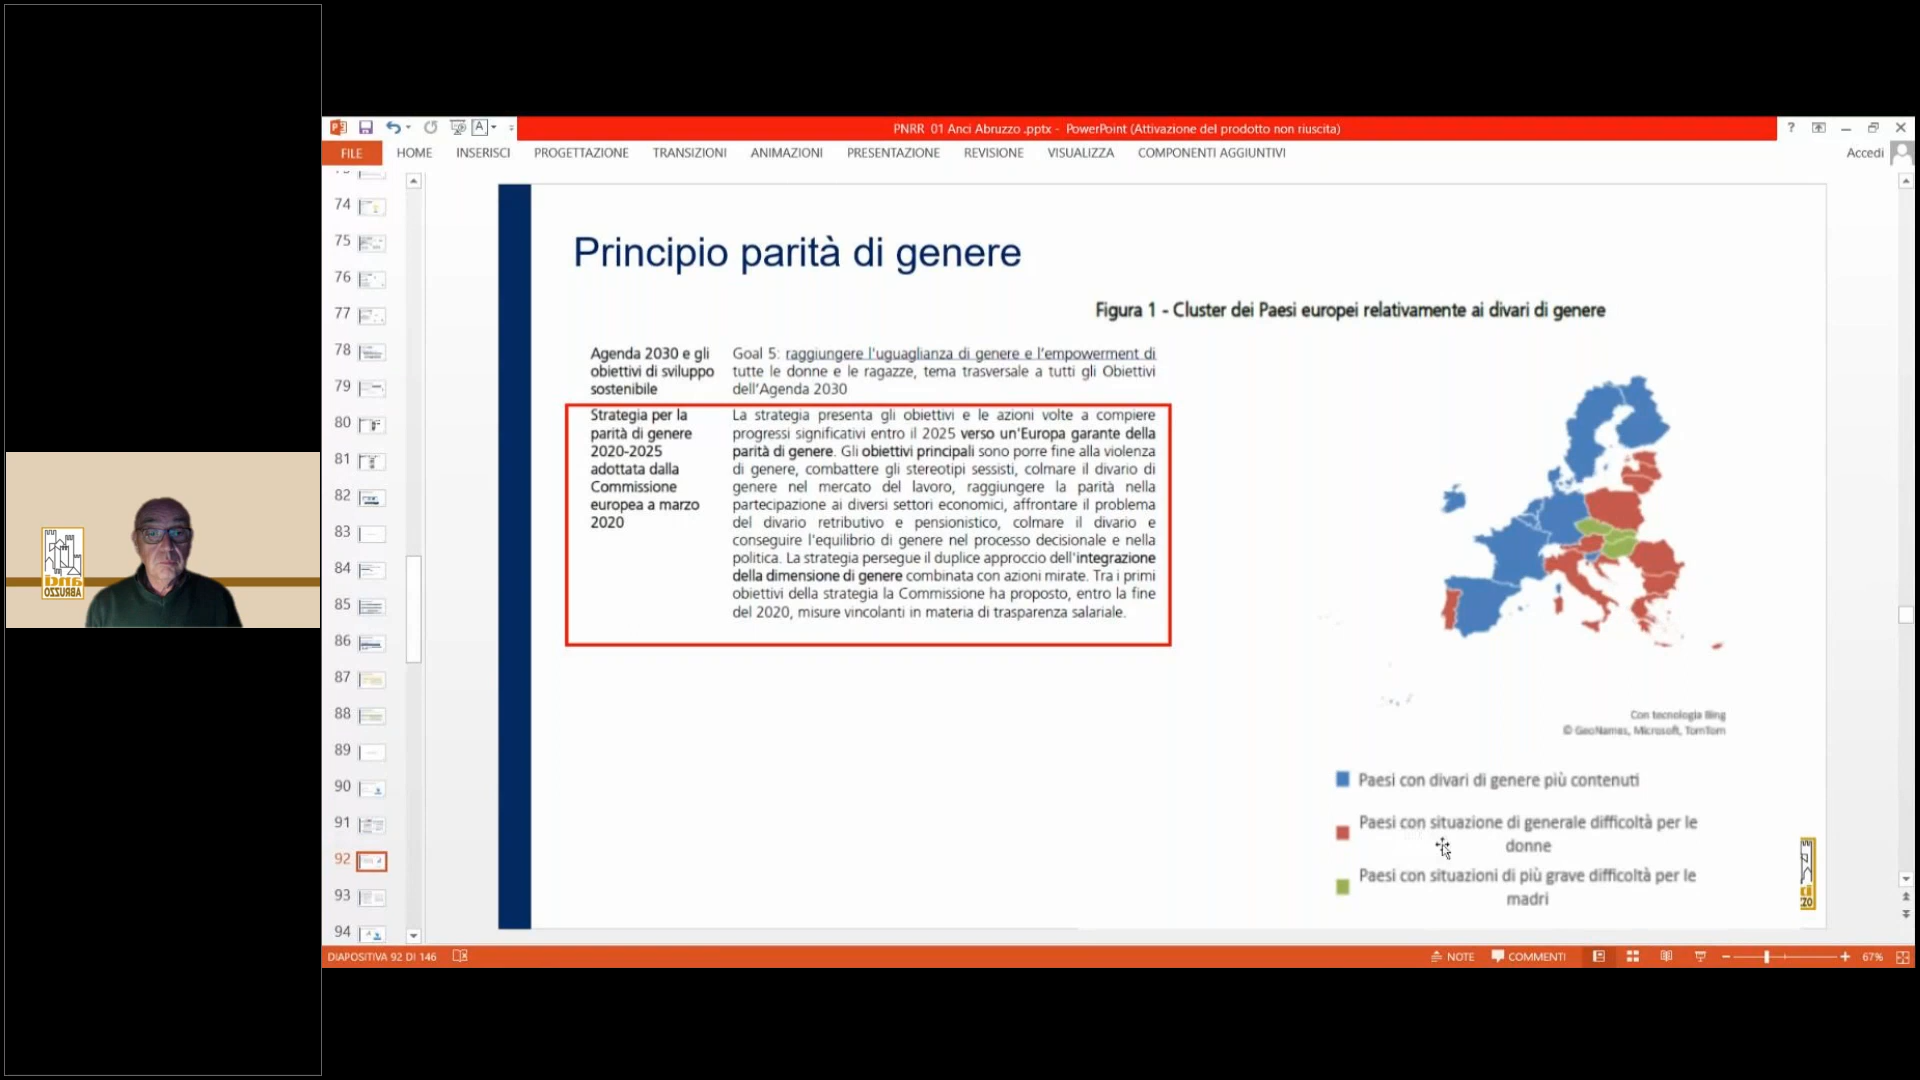 PNRR 01 Anci Abruzzo .pptx - PowerPoint (Attivazione del prodotto non riuscita)
FILE HOME INSERISCI PROGETTAZIONE TRANSIZIONI ANIMAZIONI PRESENTAZIONE REVISIONE VISUALIZZA COMPONENTI AGGIUNTIVI Accedi
74
75
76
77
78
79
80
81
82
83
84
85
86
87
88
89
90
91
92
93
94
Principio parità di genere
Figura 1 - Cluster dei Paesi europei relativamente ai divari di genere
Agenda 2030 e gli
obiettivi di sviluppo
sostenibile
Goal 5: raggiungere l'uguaglianza di genere e l'empowerment di
tutte le donne e le ragazze, tema trasversale a tutti gli Obiettivi
dell'Agenda 2030
Strategia per la
parità di genere
2020-2025
adottata dalla
Commissione
europea a marzo
2020
La strategia presenta gli obiettivi e le azioni volte a compiere
progressi significativi entro il 2025 verso un'Europa garante della
parità di genere. Gli obiettivi principali sono porre fine alla violenza
di genere, combattere gli stereotipi sessisti, colmare il divario di
genere nel mercato del lavoro, raggiungere la parità nella
partecipazione ai diversi settori economici, affrontare il problema
del divario retributivo e pensionistico, colmare il divario e
conseguire l'equilibrio di genere nel processo decisionale e nella
politica. La strategia persegue il duplice approccio dell'integrazione
della dimensione di genere combinata con azioni mirate. Tra i primi
obiettivi della strategia la Commissione ha proposto, entro la fine
del 2020, misure vincolanti in materia di trasparenza salariale.
Con tecnologia Bing
© GeoNames, Microsoft, TomTom
Paesi con divari di genere più contenuti
Paesi con situazione di generale difficoltà per le
donne
Paesi con situazioni di più grave difficoltà per le
madri
anci
ABRUZZO
DIAPOSITIVA 92 DI 146 NOTE COMMENTI 67%